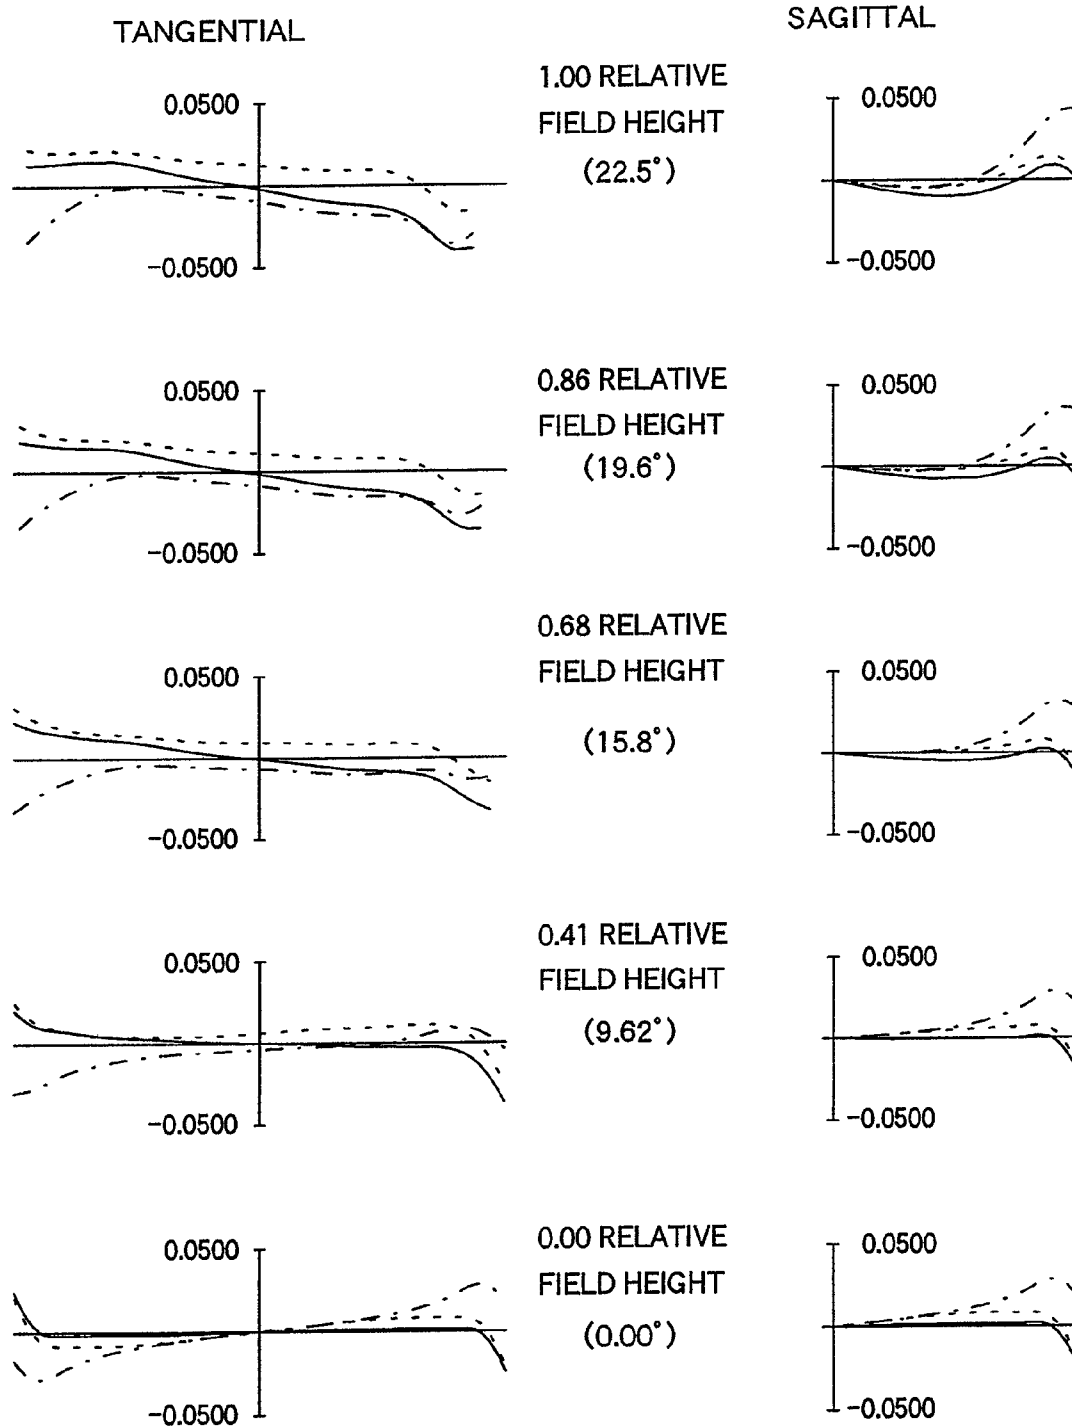 TANGENTIAL
SAGITTAL
1.00 RELATIVE
FIELD HEIGHT
(22.5°)
0.0500
-0.0500
0.0500
-0.0500
0.86 RELATIVE
FIELD HEIGHT
(19.6°)
0.0500
-0.0500
0.0500
-0.0500
0.68 RELATIVE
FIELD HEIGHT
(15.8°)
0.0500
-0.0500
0.0500
-0.0500
0.41 RELATIVE
FIELD HEIGHT
(9.62°)
0.0500
-0.0500
0.0500
-0.0500
0.00 RELATIVE
FIELD HEIGHT
(0.00°)
0.0500
-0.0500
0.0500
-0.0500